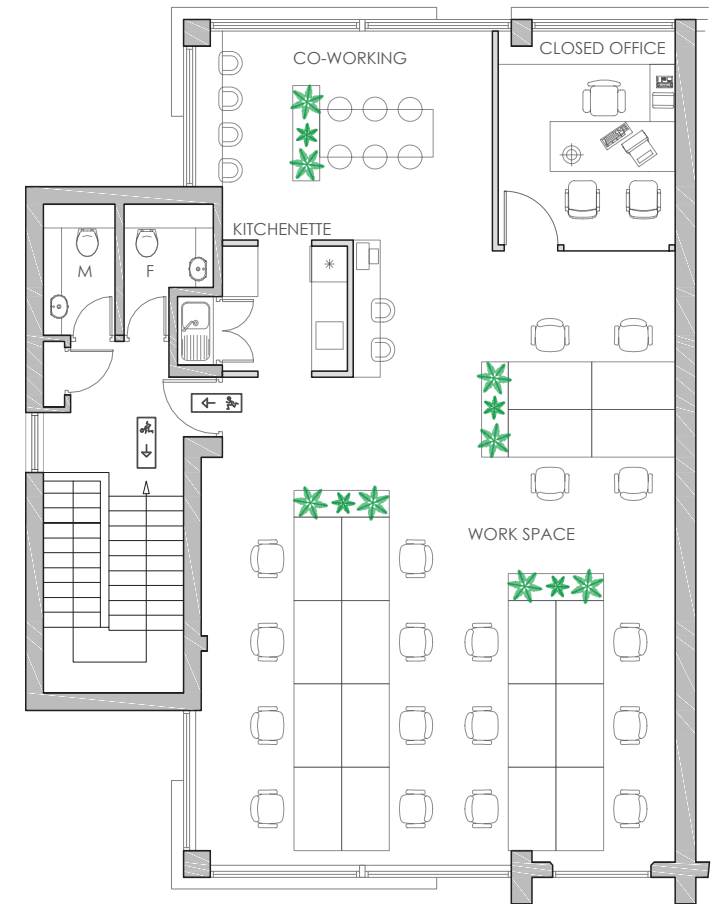 CO-WORKING
CLOSED OFFICE
KITCHENETTE
M
F
WORK SPACE